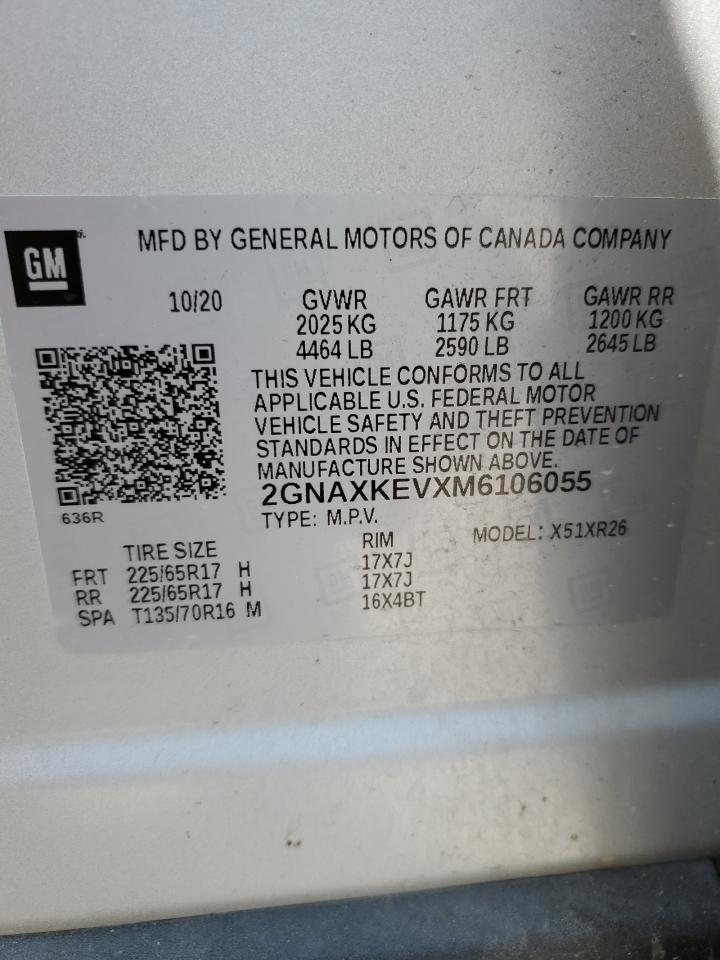 GM
MFD BY GENERAL MOTORS OF CANADA COMPANY
10/20 GVWR GAWR FRT GAWR RR
2025 KG 1175 KG 1200 KG
4464 LB 2590 LB 2645 LB
THIS VEHICLE CONFORMS TO ALL
APPLICABLE U.S. FEDERAL MOTOR
VEHICLE SAFETY AND THEFT PREVENTION
STANDARDS IN EFFECT ON THE DATE OF
MANUFACTURE SHOWN ABOVE.
2GNAXKEVXM6106055
636R
TYPE: M.P.V. MODEL: X51XR26
TIRE SIZE RIM
FRT 225/65R17 H 17X7J
RR 225/65R17 H 17X7J
SPA T135/70R16 M 16X4BT